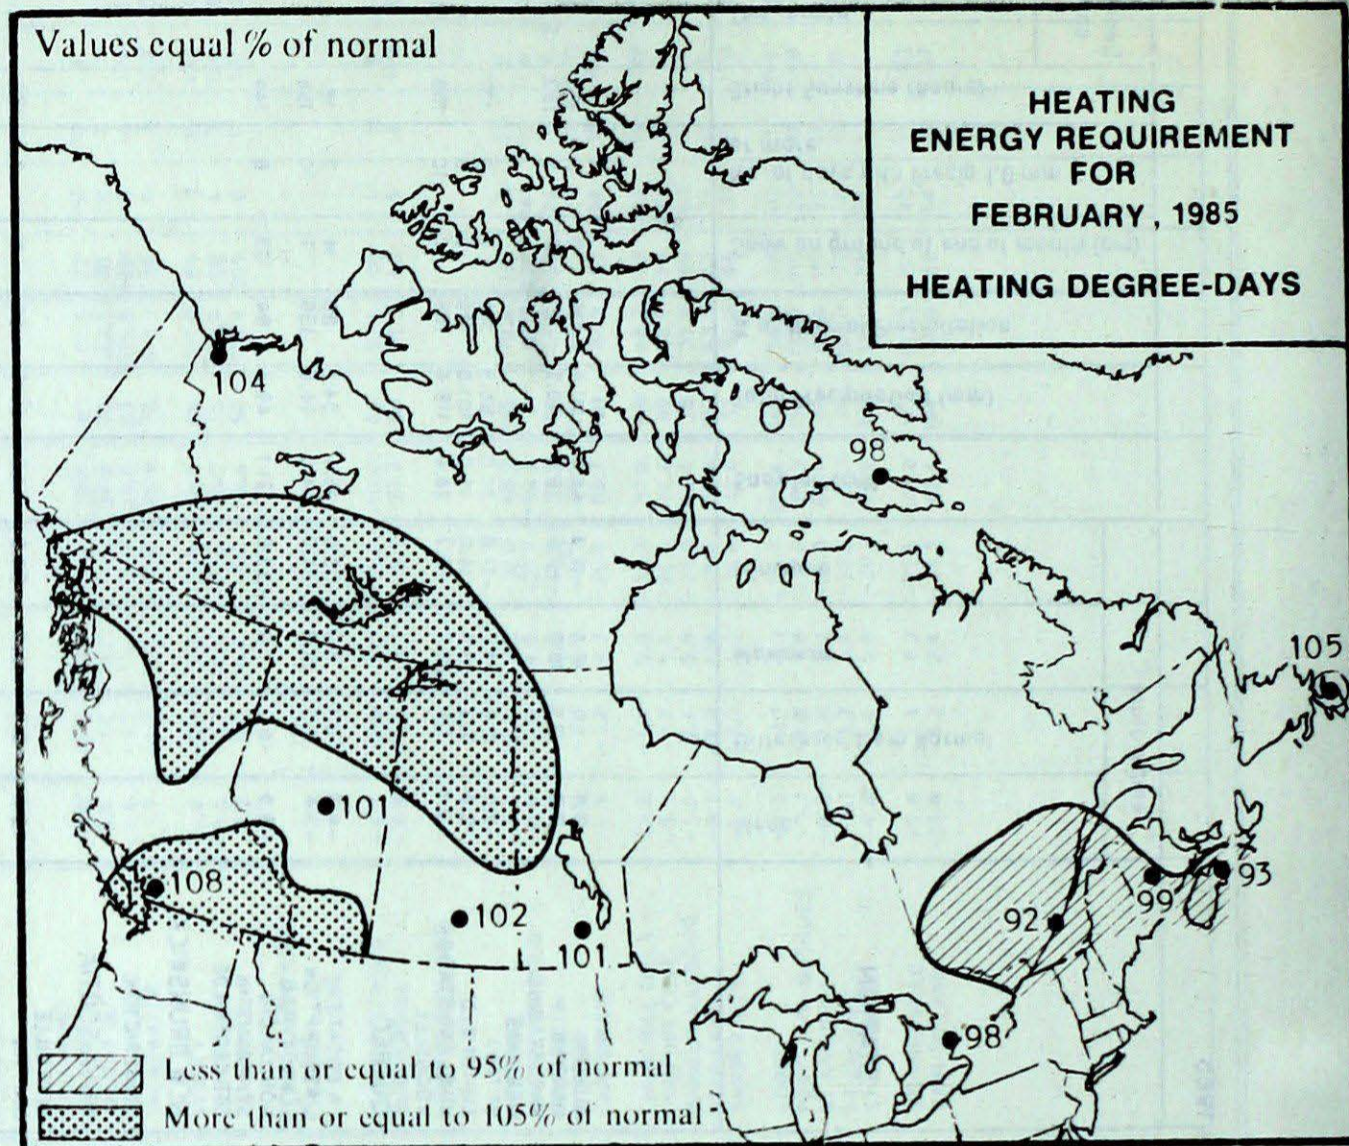 Values equal % of normal
HEATING
ENERGY REQUIREMENT
FOR
FEBRUARY, 1985
HEATING DEGREE-DAYS
104
98
105
101
108
102
101
93
99
92
98
Less than or equal to 95% of normal
More than or equal to 105% of normal